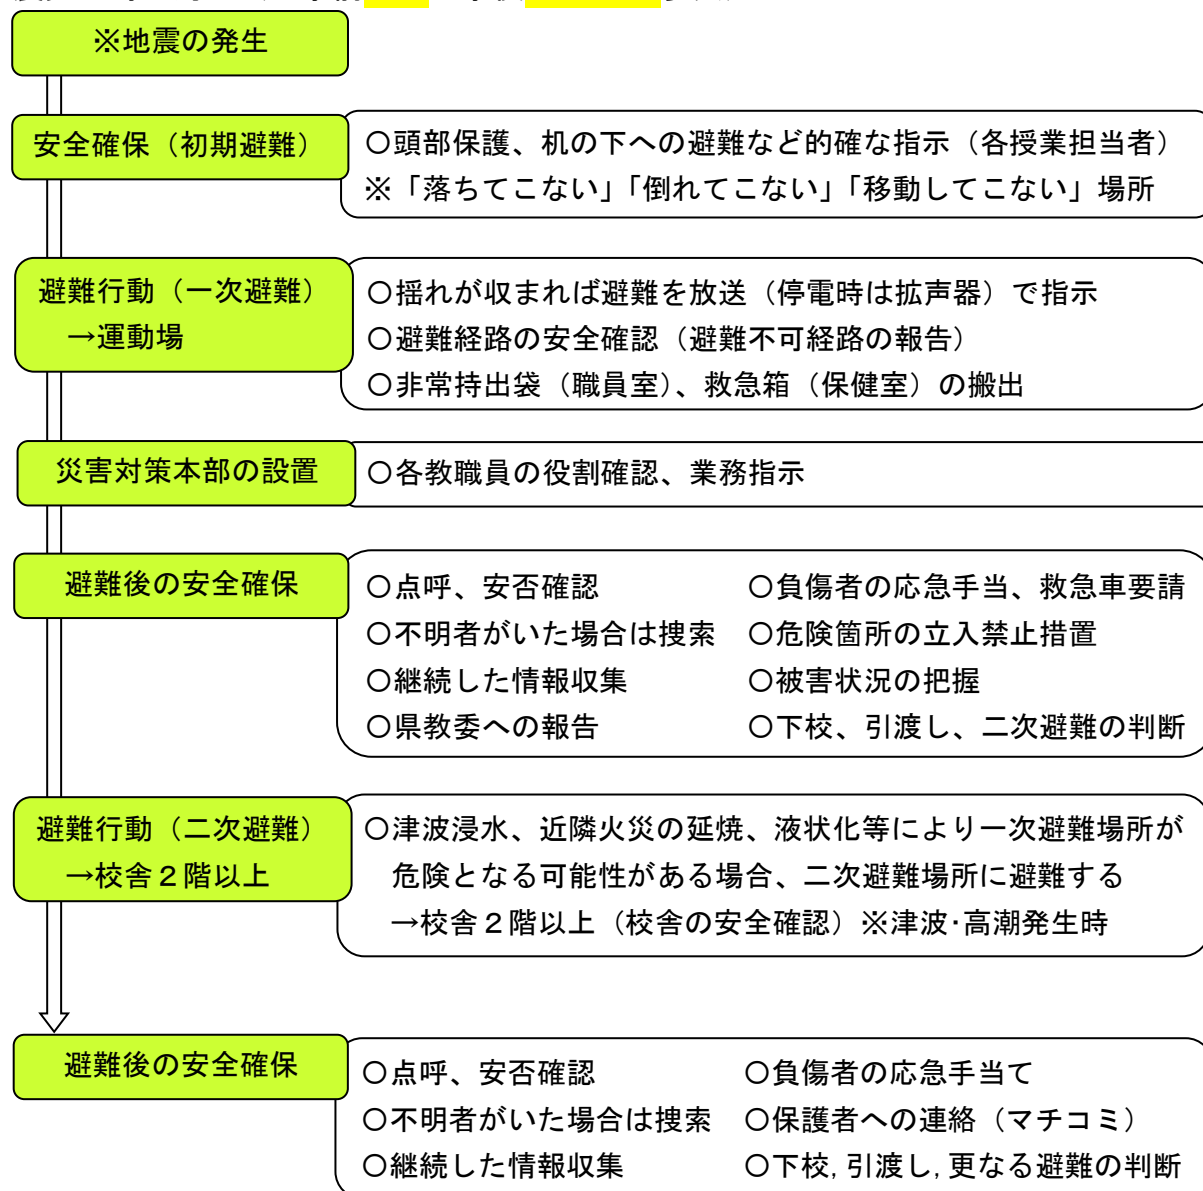 ※地震の発生
安全確保（初期避難）
〇頭部保護、机の下への避難など的確な指示（各授業担当者）
※「落ちてこない」「倒れてこない」「移動してこない」場所
避難行動（一次避難）
→運動場
〇揺れが収まれば避難を放送（停電時は拡声器）で指示
〇避難経路の安全確認（避難不可経路の報告）
〇非常持出袋（職員室）、救急箱（保健室）の搬出
災害対策本部の設置
〇各教職員の役割確認、業務指示
避難後の安全確保
〇点呼、安否確認 〇負傷者の応急手当、救急車要請
〇不明者がいた場合は捜索 〇危険箇所の立入禁止措置
〇継続した情報収集 〇被害状況の把握
〇県教委への報告 〇下校、引渡し、二次避難の判断
避難行動（二次避難）
→校舎２階以上
〇津波浸水、近隣火災の延焼、液状化等により一次避難場所が
危険となる可能性がある場合、二次避難場所に避難する
→校舎２階以上（校舎の安全確認）※津波･高潮発生時
避難後の安全確保
〇点呼、安否確認 〇負傷者の応急手当て
〇不明者がいた場合は捜索 〇保護者への連絡（マチコミ）
〇継続した情報収集 〇下校,引渡し,更なる避難の判断